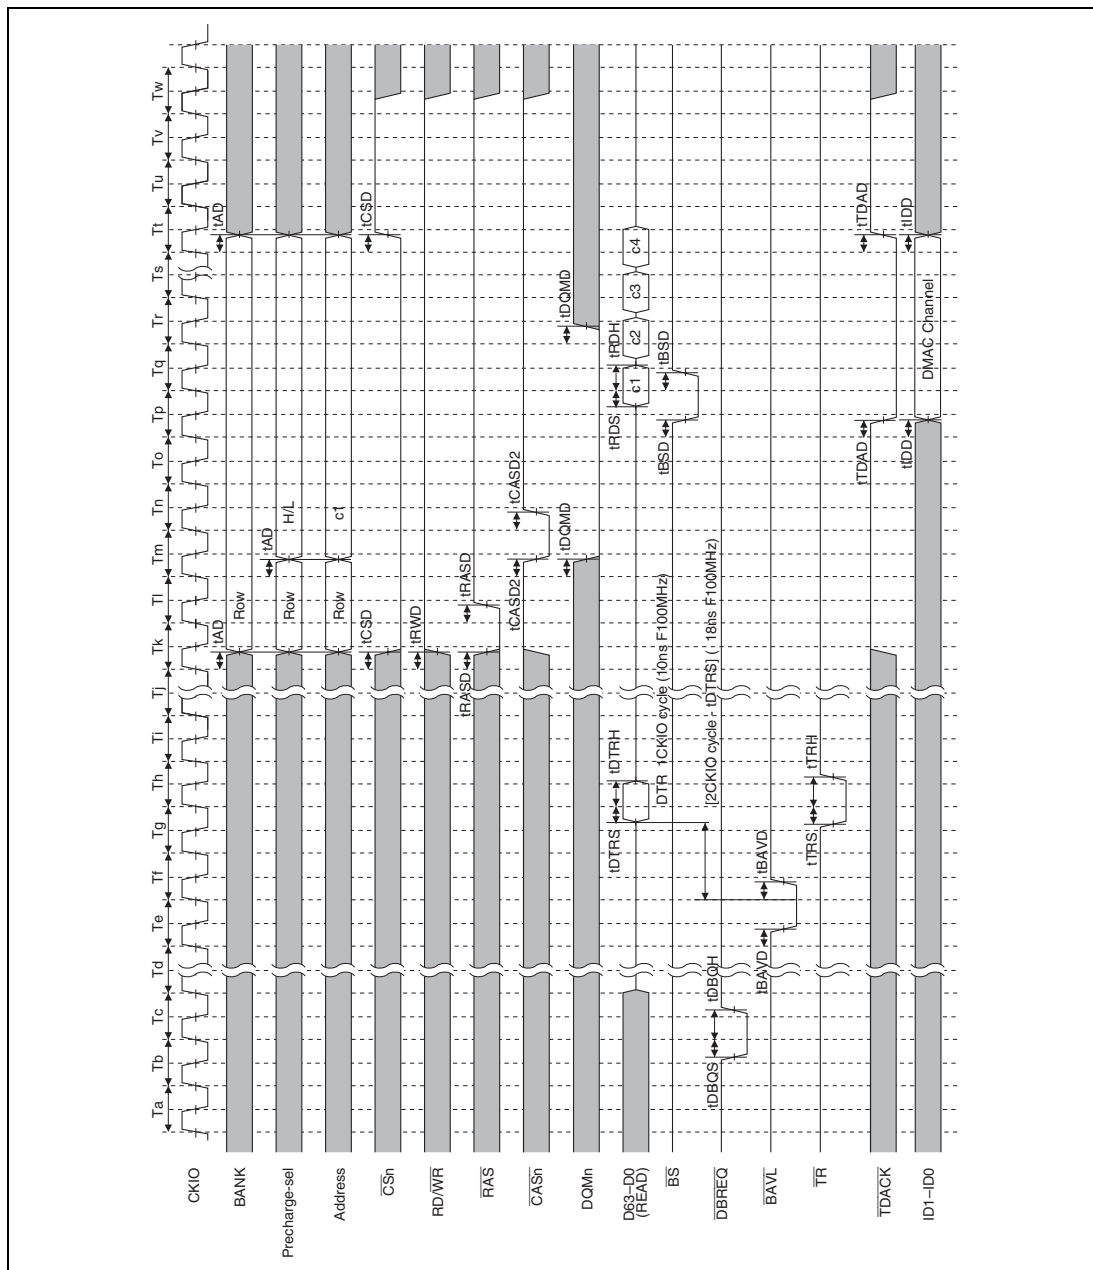 Ta Tb Tc Td Te Tf Tg Th Ti Tj Tk Tl Tm Tn To Tp Tq Tr Ts Tt Tu Tv Tw
CKIO
tAD tAD
BANK Row
tAD
Precharge-sel Row H/L
Address Row c1
tCSD tCSD
CSn
tRWD
RD/WR
tRASD tRASD
RAS
tCASD2 tCASD2
CASn
tDQMD tDQMD
DQMn
tDTRS tDTRH tRDS tRDH
D63–D0
(READ) c1 c2 c3 c4
DTR 1CKIO cycle (10ns F100MHz)
tBSD tBSD
BS
[2CKIO cycle - tDTRS] ( 18ns F100MHz)
tDBQS tDBQH
DBREQ
tBAVD tBAVD
BAVL
tTRS tTRH
TR
tTDAD tTDAD
TDACK
tIDD tIDD
ID1–ID0 DMAC Channel